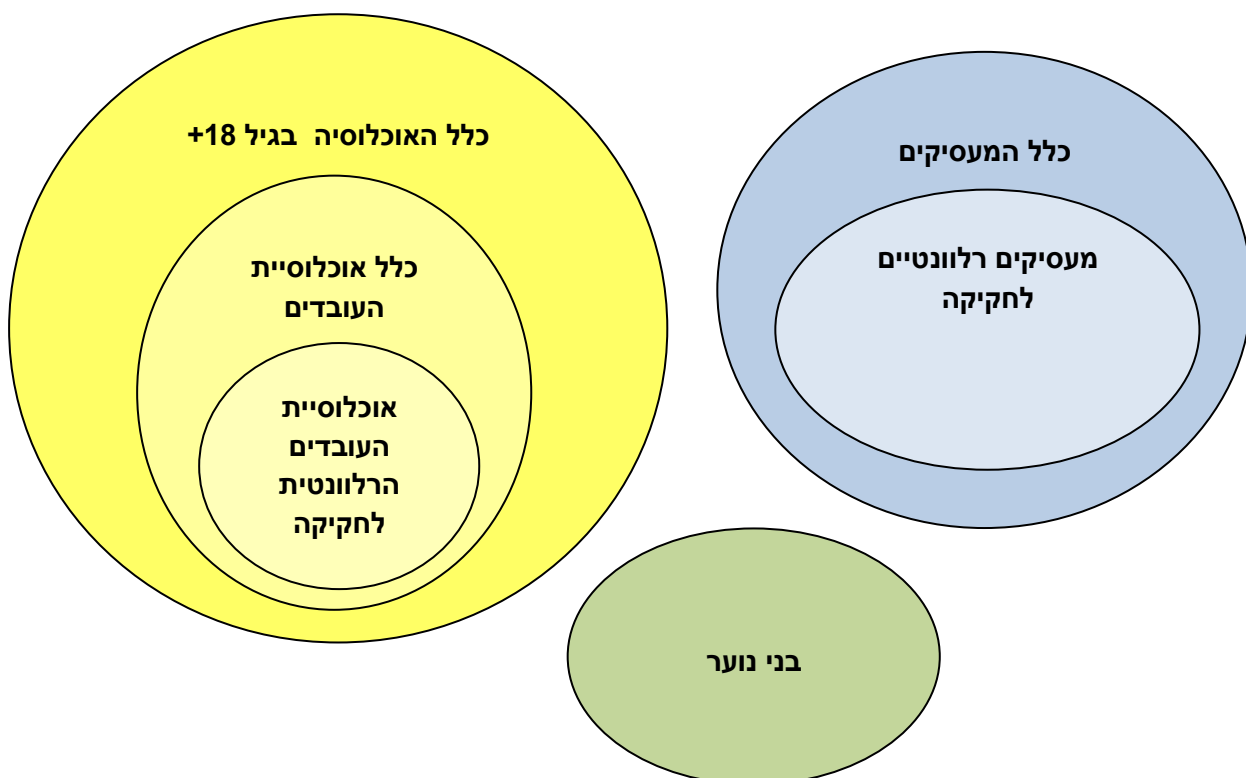 כלל האוכלוסיה בגיל 18+
כלל אוכלוסיית
העובדים
אוכלוסיית
העובדים
הרלוונטית
לחקיקה
כלל המעסיקים
מעסיקים רלוונטיים
לחקיקה
בני נוער